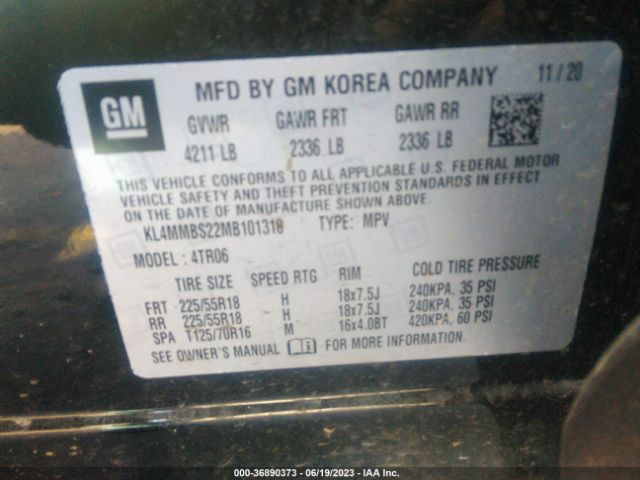 GM
MFD BY GM KOREA COMPANY 11/20
GVWR GAWR FRT GAWR RR
4211 LB 2336 LB 2336 LB
THIS VEHICLE CONFORMS TO ALL APPLICABLE U.S. FEDERAL MOTOR
VEHICLE SAFETY AND THEFT PREVENTION STANDARDS IN EFFECT
ON THE DATE OF MANUFACTURE SHOWN ABOVE.
KL4MMBS22MB101318 TYPE: MPV
MODEL: 4TR06
TIRE SIZE SPEED RTG RIM COLD TIRE PRESSURE
FRT 225/55R18 H 18x7.5J 240KPA, 35 PSI
RR 225/55R18 H 18x7.5J 240KPA, 35 PSI
SPA T125/70R16 M 16x4.0BT 420KPA, 60 PSI
SEE OWNER'S MANUAL FOR MORE INFORMATION.
000-36890373 - 06/19/2023 - IAA Inc.